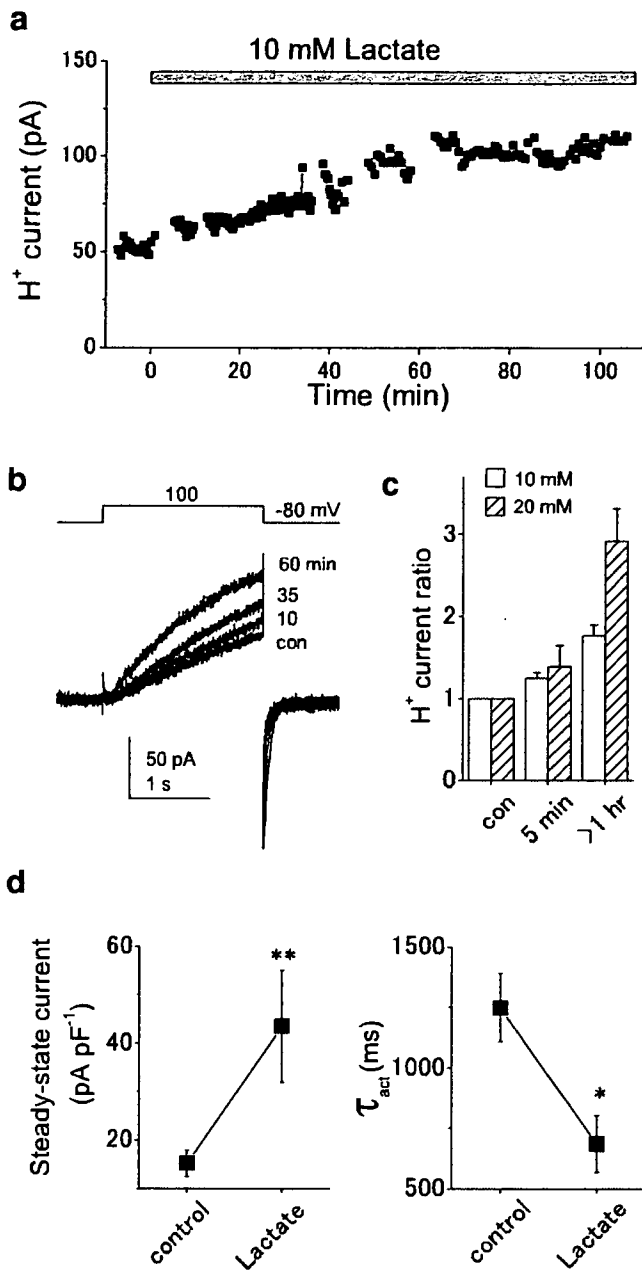 a
10 mM Lactate
150
100
50
0
H+ current (pA)
0 20 40 60 80 100
Time (min)
b
100
-80 mV
60 min
35
10
con
50 pA
1 s
c
10 mM
20 mM
3
2
1
0
H+ current ratio
con 5 min >1 hr
d
60
40
20
Steady-state current
(pA pF-1)
**
control Lactate
1500
1000
500
τact (ms)
*
control Lactate